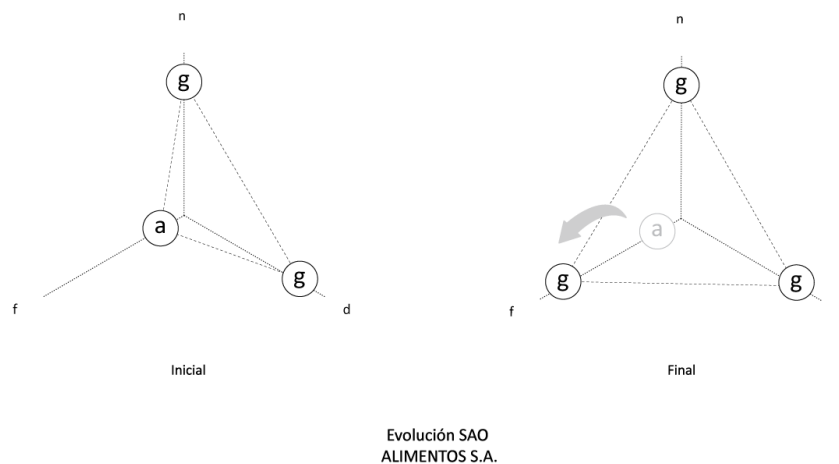 n
n
g
g
a
a
g
g
g
f
d
f
Inicial
Final
Evolución SAO
ALIMENTOS S.A.